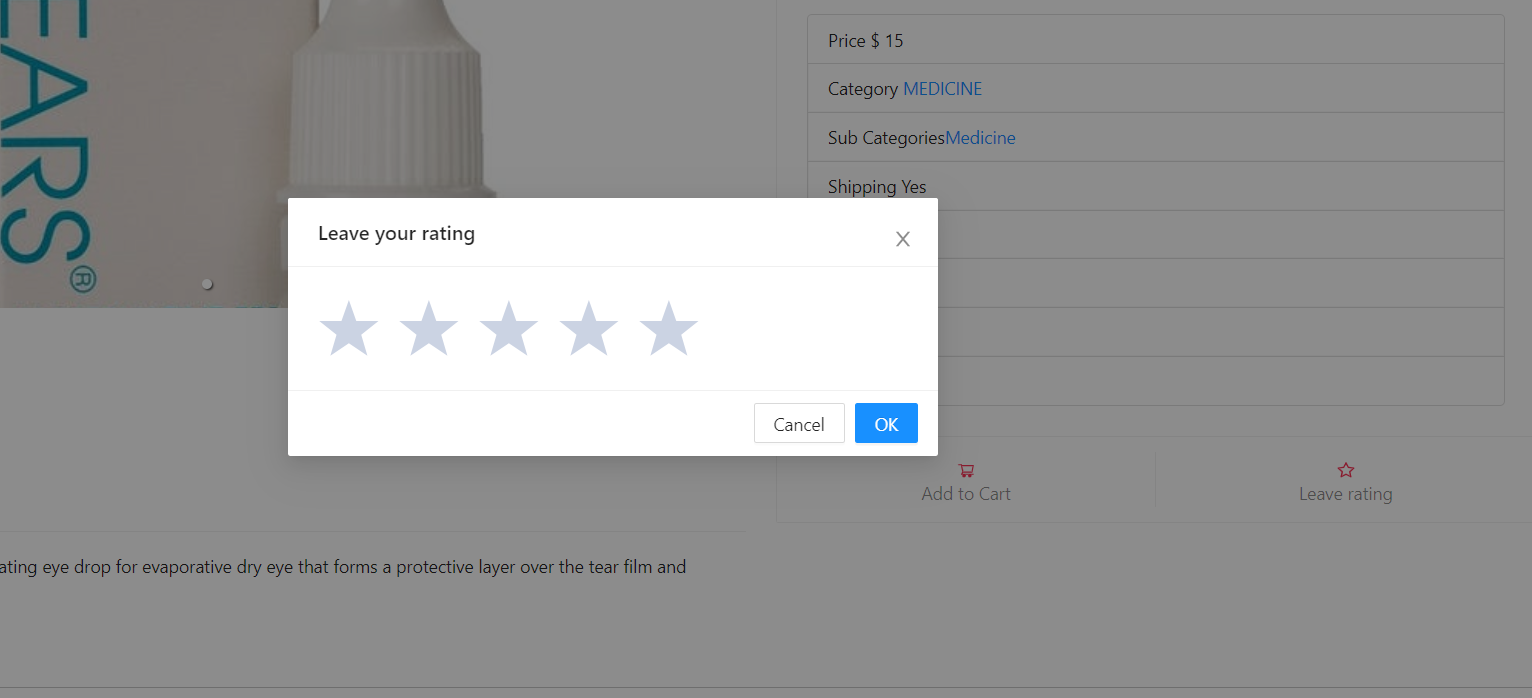 EARS®
Price $ 15
Category MEDICINE
Sub CategoriesMedicine
Shipping Yes
Leave your rating
Cancel
OK
Add to Cart
Leave rating
eye drop for evaporative dry eye that forms a protective layer over the tear film and